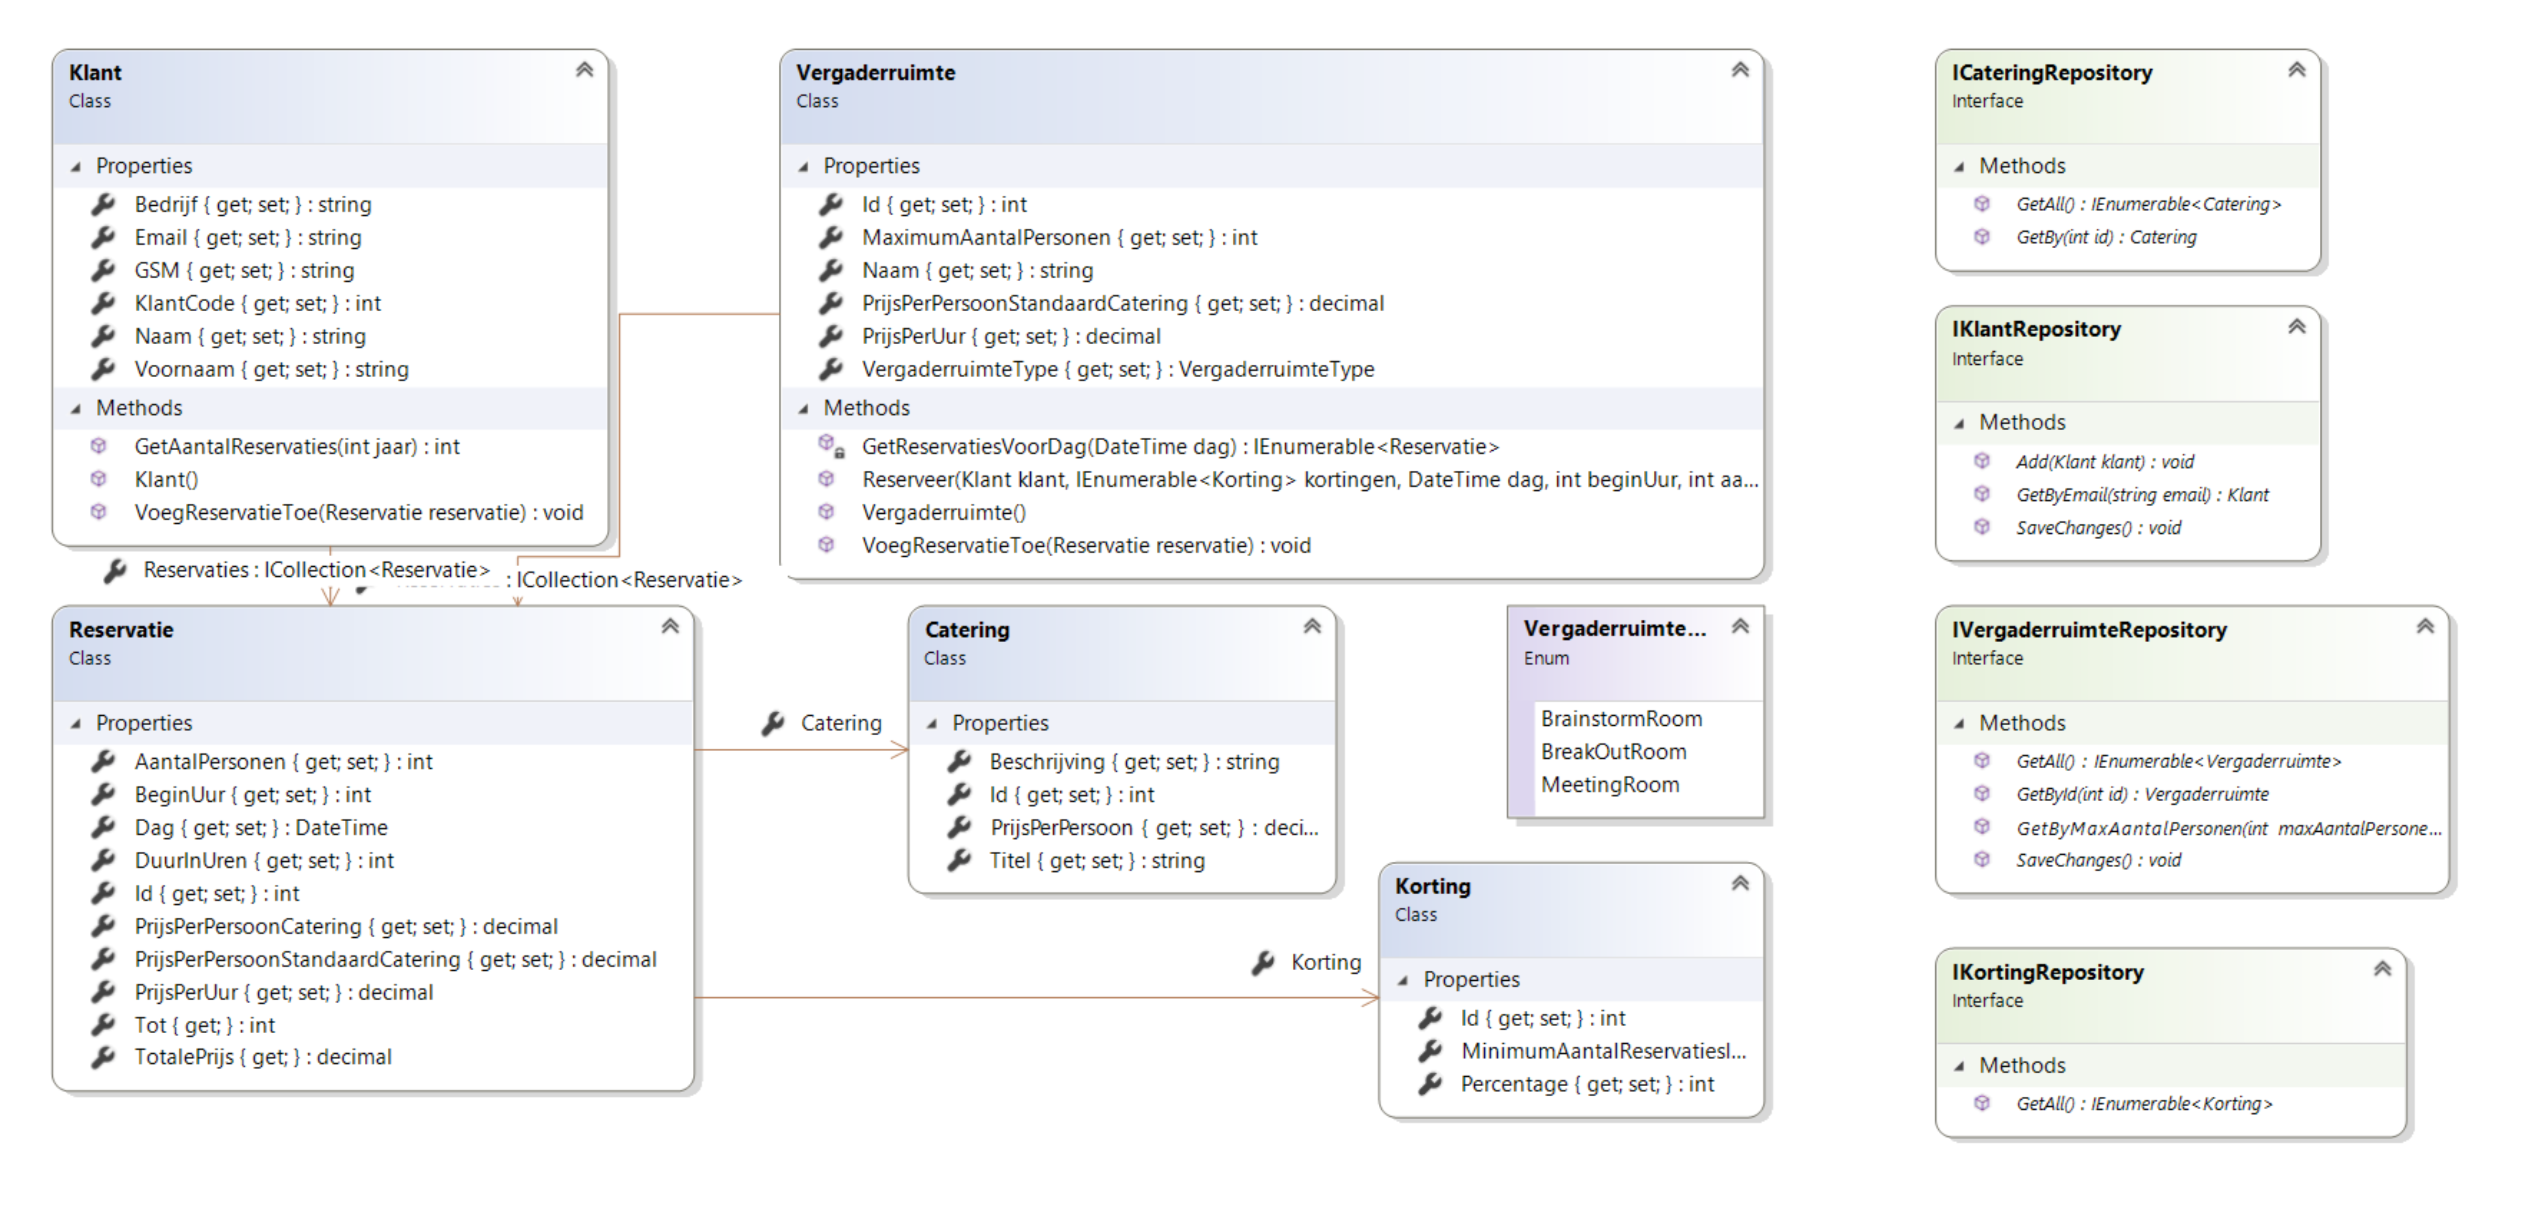 Klant
Class
Properties
Bedrijf { get; set; } : string
Email { get; set; } : string
GSM { get; set; } : string
KlantCode { get; set; } : int
Naam { get; set; } : string
Voornaam { get; set; } : string
Methods
GetAantalReservaties(int jaar) : int
Klant()
VoegReservatieToe(Reservatie reservatie) : void
Vergaderruimte
Class
Properties
Id { get; set; } : int
MaximumAantalPersonen { get; set; } : int
Naam { get; set; } : string
PrijsPerPersoonStandaardCatering { get; set; } : decimal
PrijsPerUur { get; set; } : decimal
VergaderruimteType { get; set; } : VergaderruimteType
Methods
GetReservatiesVoorDag(DateTime dag) : IEnumerable<Reservatie>
Reserveer(Klant klant, IEnumerable<Korting> kortingen, DateTime dag, int beginUur, int aa...
Vergaderruimte()
VoegReservatieToe(Reservatie reservatie) : void
ICateringRepository
Interface
Methods
GetAll() : IEnumerable<Catering>
GetBy(int id) : Catering
IKlantRepository
Interface
Methods
Add(Klant klant) : void
GetByEmail(string email) : Klant
SaveChanges() : void
Reservaties : ICollection<Reservatie>
: ICollection<Reservatie>
Reservatie
Class
Properties
AantalPersonen { get; set; } : int
BeginUur { get; set; } : int
Dag { get; set; } : DateTime
DuurInUren { get; set; } : int
Id { get; set; } : int
PrijsPerPersoonCatering { get; set; } : decimal
PrijsPerPersoonStandaardCatering { get; set; } : decimal
PrijsPerUur { get; set; } : decimal
Tot { get; } : int
TotalePrijs { get; } : decimal
Catering
Catering
Class
Properties
Beschrijving { get; set; } : string
Id { get; set; } : int
PrijsPerPersoon { get; set; } : deci...
Titel { get; set; } : string
Vergaderruimte...
Enum
BrainstormRoom
BreakOutRoom
MeetingRoom
Korting
Korting
Class
Properties
Id { get; set; } : int
MinimumAantalReservatiesI...
Percentage { get; set; } : int
IVergaderruimteRepository
Interface
Methods
GetAll() : IEnumerable<Vergaderruimte>
GetById(int id) : Vergaderruimte
GetByMaxAantalPersonen(int maxAantalPersone...
SaveChanges() : void
IKortingRepository
Interface
Methods
GetAll() : IEnumerable<Korting>